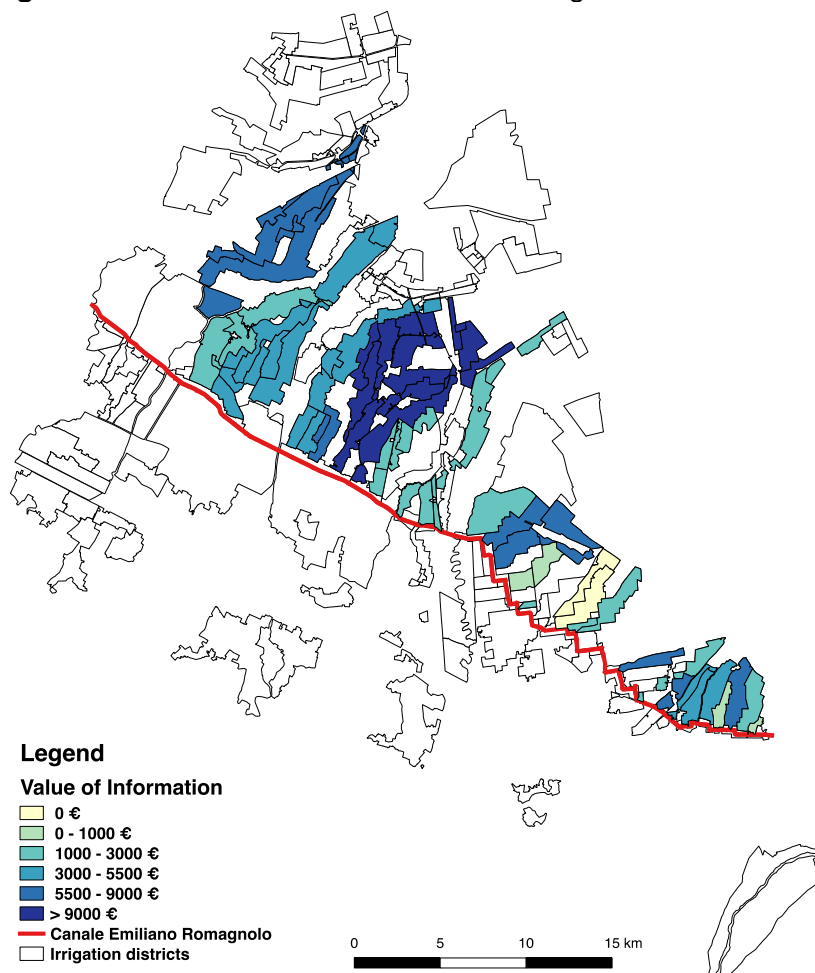 Legend
Value of Information
0 €
0 - 1000 €
1000 - 3000 €
3000 - 5500 €
5500 - 9000 €
> 9000 €
Canale Emiliano Romagnolo
Irrigation districts
0 5 10 15 km